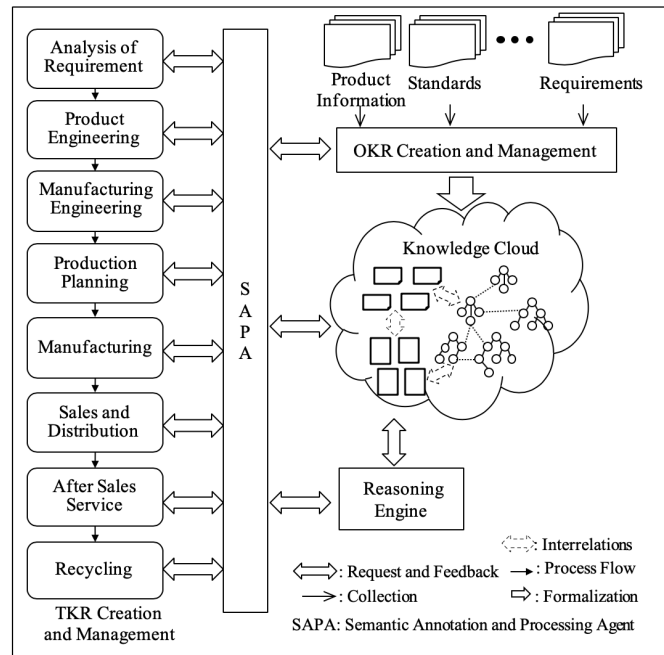 Analysis of
Requirement
Product
Engineering
Manufacturing
Engineering
Production
Planning
Manufacturing
Sales and
Distribution
After Sales
Service
Recycling
TKR Creation
and Management
S
A
P
A
Product
Information
Standards
Requirements
OKR Creation and Management
Knowledge Cloud
Reasoning
Engine
: Interrelations
: Request and Feedback
: Process Flow
: Collection
: Formalization
SAPA: Semantic Annotation and Processing Agent